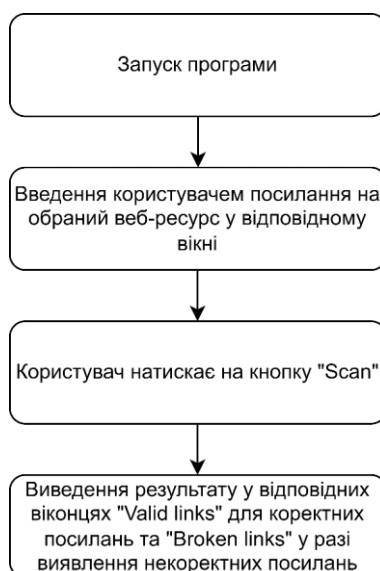 Запуск програми
Введення користувачем посилання на
обраний веб-ресурс у відповідному
вікні
Користувач натискає на кнопку "Scan"
Виведення результату у відповідних
віконцях "Valid links" для коректних
посилань та "Broken links" у разі
виявлення некоректних посилань